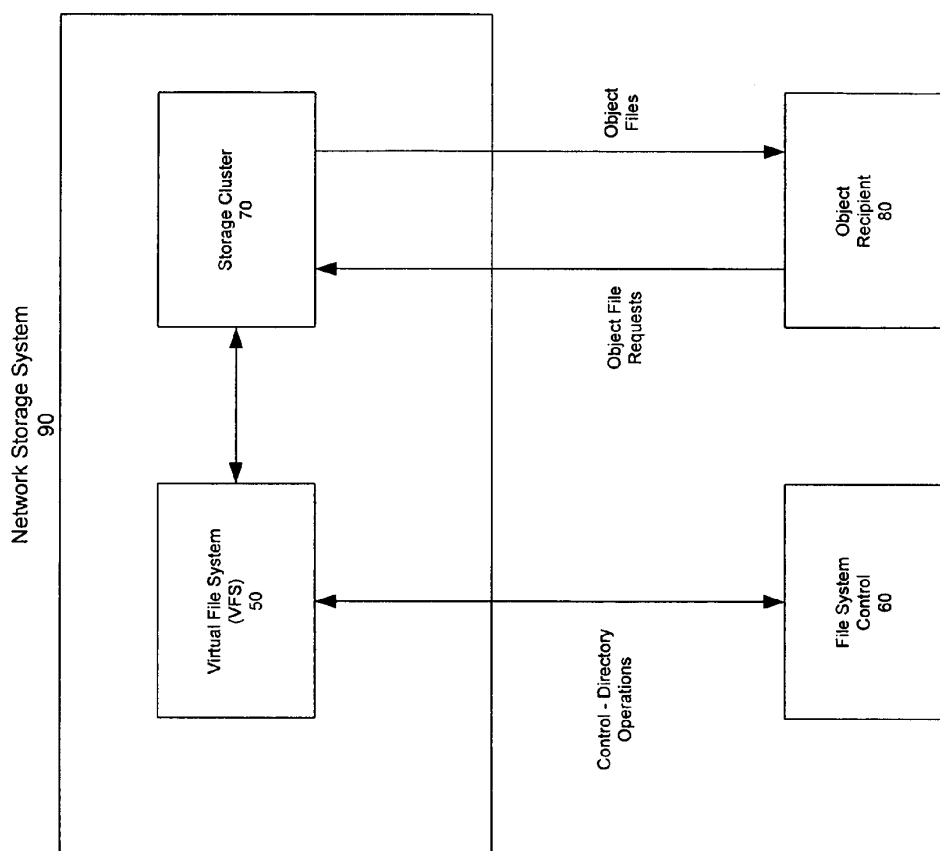 Network Storage System
90
Virtual File System
(VFS)
50
Storage Cluster
70
Control - Directory
Operations
Object File
Requests
Object
Files
File System
Control
60
Object
Recipient
80